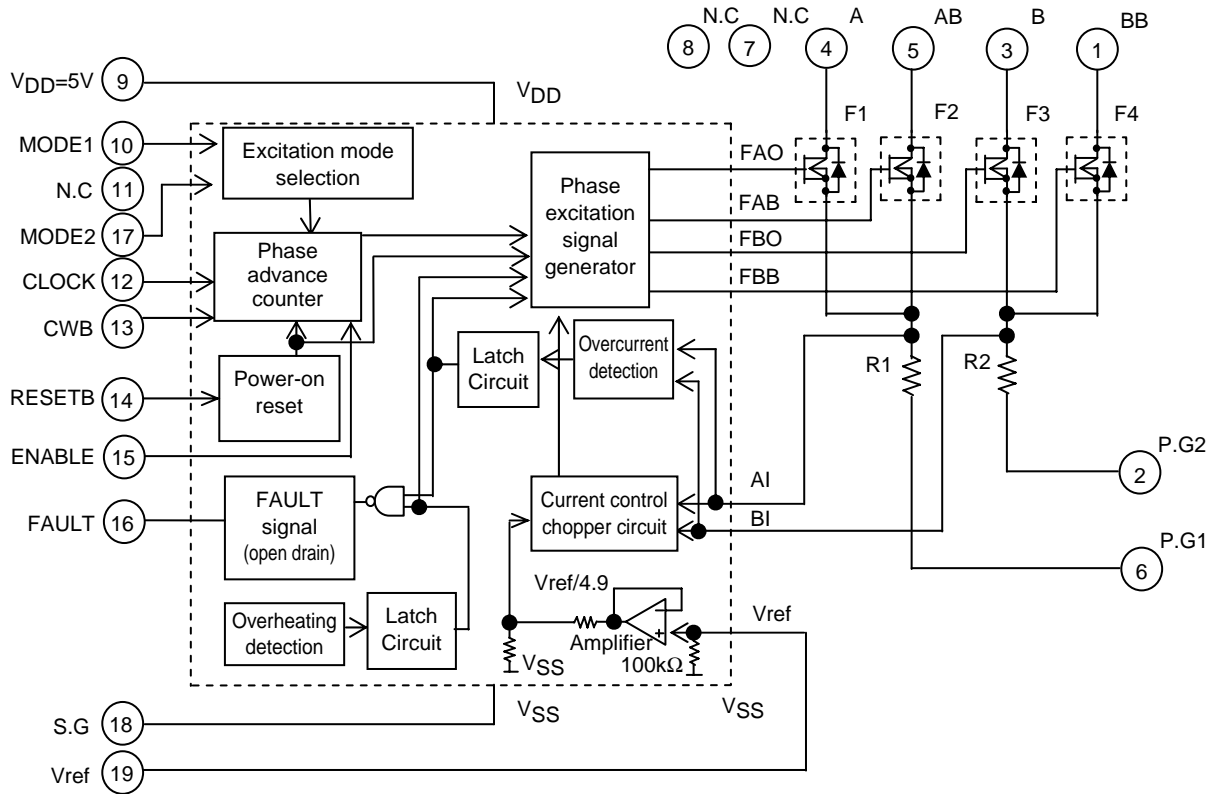 N.C N.C A AB B BB
8 7 4 5 3 1
VDD=5V 9
VDD
MODE1 10
N.C 11
MODE2 17
CLOCK 12
CWB 13
RESETB 14
ENABLE 15
FAULT 16
Excitation mode
selection
Phase
advance
counter
Power-on
reset
FAULT
signal
(open drain)
Overheating
detection
Latch
Circuit
Latch
Circuit
Overcurrent
detection
Phase
excitation
signal
generator
Current control
chopper circuit
FAO
FAB
FBO
FBB
F1 F2 F3 F4
R1 R2
AI
BI
P.G2
2
P.G1
6
Vref/4.9
Amplifier
+
100kΩ
Vref
VSS
VSS
VSS
S.G 18
Vref 19